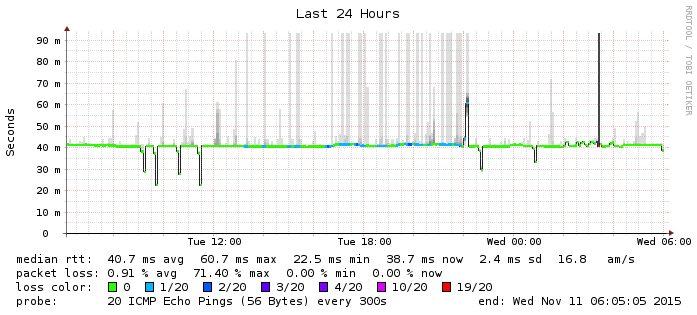 Last 24 Hours
RRDTOOL / TOBI OETIKER
Seconds
90 m
80 m
70 m
60 m
50 m
40 m
30 m
20 m
10 m
0
Tue 12:00 Tue 18:00 Wed 00:00 Wed 06:00
median rtt: 40.7 ms avg 60.7 ms max 22.5 ms min 38.7 ms now 2.4 ms sd 16.8 am/s
packet loss: 0.91 % avg 71.40 % max 0.00 % min 0.00 % now
loss color: 0 1/20 2/20 3/20 4/20 10/20 19/20
probe: 20 ICMP Echo Pings (56 Bytes) every 300s end: Wed Nov 11 06:05:05 2015